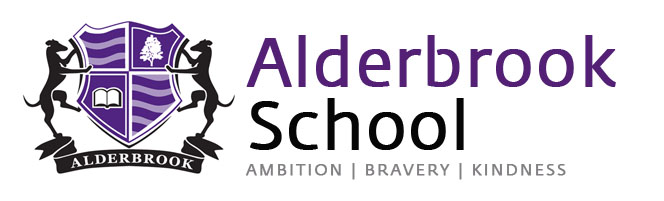 ALDERBROOK
Alderbrook
School
AMBITION | BRAVERY | KINDNESS